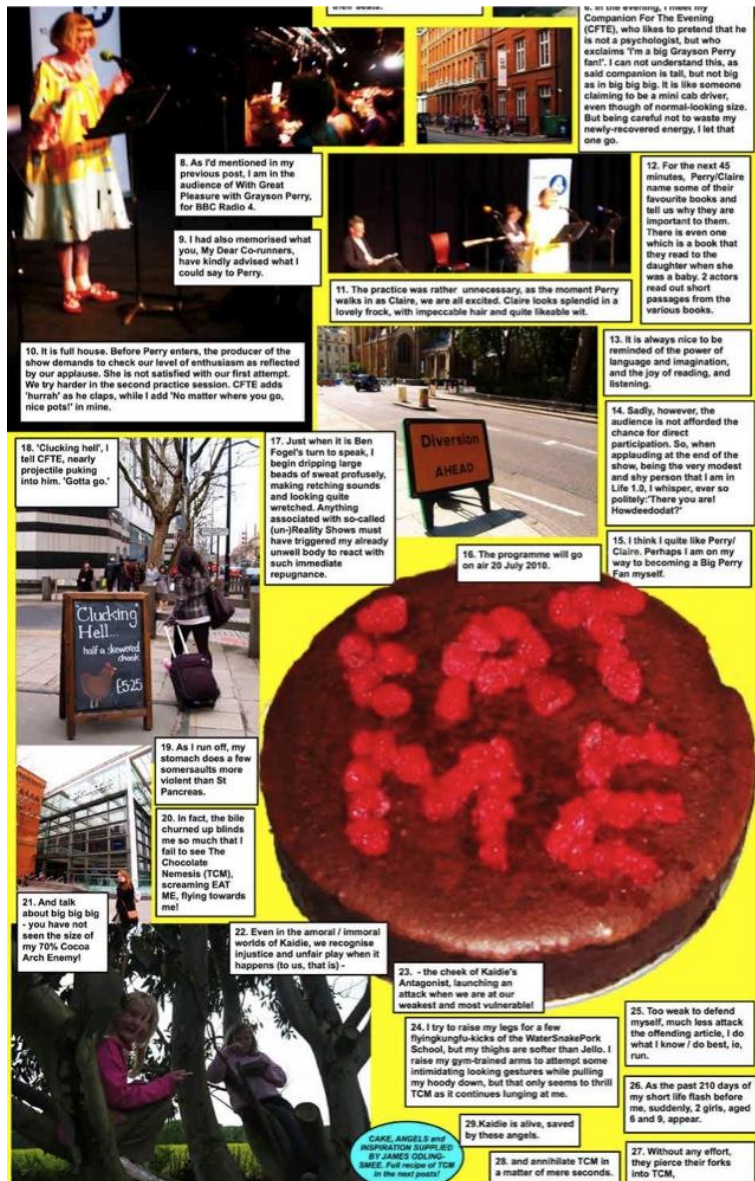 their seats.
6. In the evening, I meet my
Companion For The Evening
(CFTE), who likes to pretend that he
is not a psychologist, but who
exclaims 'I'm a big Grayson Perry
fan!'. I can not understand this, as
said companion is tall, but not big
as in big big big. It is like someone
claiming to be a mini cab driver,
even though of normal-looking size.
But being careful not to waste my
newly-recovered energy, I let that
one go.
8. As I'd mentioned in my
previous post, I am in the
audience of With Great
Pleasure with Grayson Perry,
for BBC Radio 4.
9. I had also memorised what
you, My Dear Co-runners,
have kindly advised what I
could say to Perry.
10. It is full house. Before Perry enters, the producer of the
show demands to check our level of enthusiasm as reflected
by our applause. She is not satisfied with our first attempt.
We try harder in the second practice session. CFTE adds
'hurrah' as he claps, while I add 'No matter where you go,
nice pots!' in mine.
11. The practice was rather unnecessary, as the moment Perry
walks in as Claire, we are all excited. Claire looks splendid in a
lovely frock, with impeccable hair and quite likeable wit.
12. For the next 45
minutes, Perry/Claire
name some of their
favourite books and
tell us why they are
important to them.
There is even one
which is a book that
they read to the
daughter when she
was a baby. 2 actors
read out short
passages from the
various books.
13. It is always nice to be
reminded of the power of
language and imagination,
and the joy of reading, and
listening.
14. Sadly, however, the
audience is not afforded the
chance for direct
participation. So, when
applauding at the end of the
show, being the very modest
and shy person that I am in
Life 1.0, I whisper, ever so
politely:'There you are!
Howdeedodat?'
15. I think I quite like Perry/
Claire. Perhaps I am on my
way to becoming a Big Perry
Fan myself.
16. The programme will go
on air 20 July 2010.
Diversion
AHEAD
17. Just when it is Ben
Fogel's turn to speak, I
begin dripping large
beads of sweat profusely,
making retching sounds
and looking quite
wretched. Anything
associated with so-called
(un-)Reality Shows must
have triggered my already
unwell body to react with
such immediate
repugnance.
18. 'Clucking hell', I
tell CFTE, nearly
projectile puking
into him. 'Gotta go.'
"Clucking
Hell...
half a skewered
chook
£5.25
EAT
ME
19. As I run off, my
stomach does a few
somersaults more
violent than St
Pancreas.
20. In fact, the bile
churned up blinds
me so much that I
fail to see The
Chocolate
Nemesis (TCM),
screaming EAT
ME, flying towards
me!
21. And talk
about big big big
- you have not
seen the size of
my 70% Cocoa
Arch Enemy!
22. Even in the amoral / immoral
worlds of Kaidie, we recognise
injustice and unfair play when it
happens (to us, that is) -
23. - the cheek of Kaidie's
Antagonist, launching an
attack when we are at our
weakest and most vulnerable!
24. I try to raise my legs for a few
flyingkungfu-kicks of the WaterSnakePork
School, but my thighs are softer than Jello. I
raise my gym-trained arms to attempt some
intimidating looking gestures while pulling
my hoody down, but that only seems to thrill
TCM as it continues lunging at me.
25. Too weak to defend
myself, much less attack
the offending article, I do
what I know / do best, io,
run.
26. As the past 210 days of
my short life flash before
me, suddenly, 2 girls, aged
6 and 9, appear.
27. Without any effort,
they pierce their forks
into TCM,
28. and annihilate TCM in
a matter of mere seconds.
29.Kaidie is alive, saved
by these angels.
CAKE, ANGELS and
INSPIRATION SUPPLIED
BY JAMES ODLING-
SMEE. Full recipe of TCM
in the next posts!